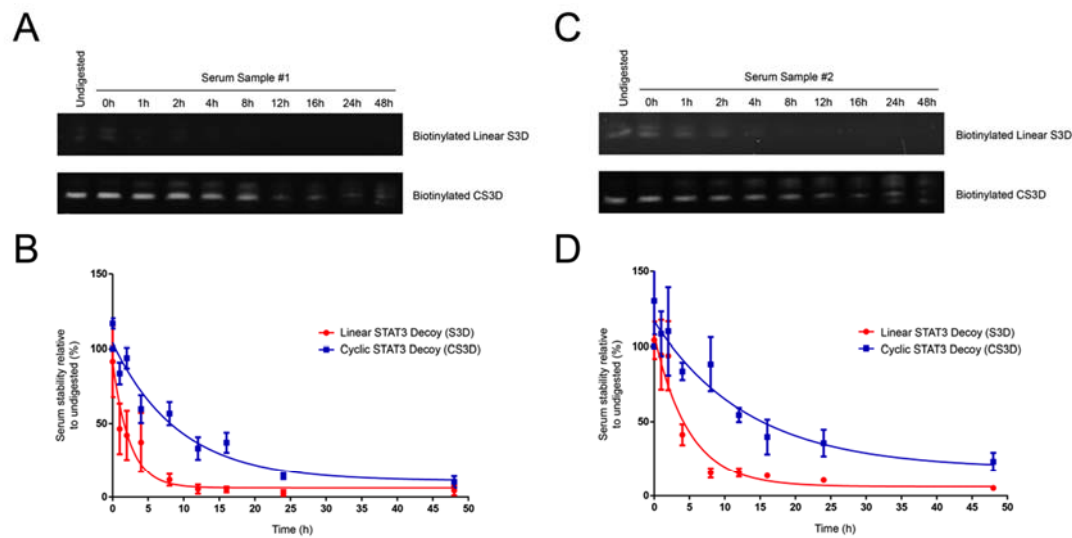 A
Undigested
Serum Sample #1
0h 1h 2h 4h 8h 12h 16h 24h 48h
Biotinylated Linear S3D
Biotinylated CS3D
B
Serum stability relative
to undigested (%)
150
100
50
0
Linear STAT3 Decoy (S3D)
Cyclic STAT3 Decoy (CS3D)
0 5 10 15 20 25 30 35 40 45 50
Time (h)
C
Undigested
Serum Sample #2
0h 1h 2h 4h 8h 12h 16h 24h 48h
Biotinylated Linear S3D
Biotinylated CS3D
D
Serum stability relative
to undigested (%)
150
100
50
0
Linear STAT3 Decoy (S3D)
Cyclic STAT3 Decoy (CS3D)
0 5 10 15 20 25 30 35 40 45 50
Time (h)